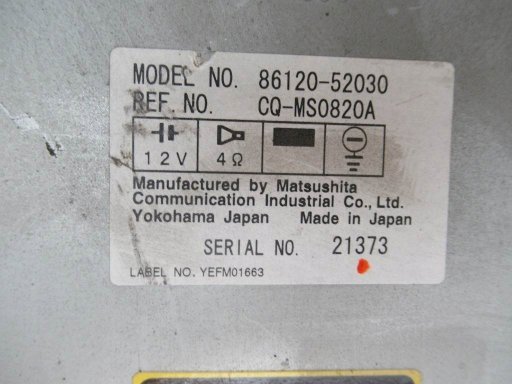 MODEL NO. 86120-52030
REF. NO. CQ-MS0820A
12V 4Ω
Manufactured by Matsushita
Communication Industrial Co., Ltd.
Yokohama Japan Made in Japan
SERIAL NO. 21373
LABEL NO. YEFM01663